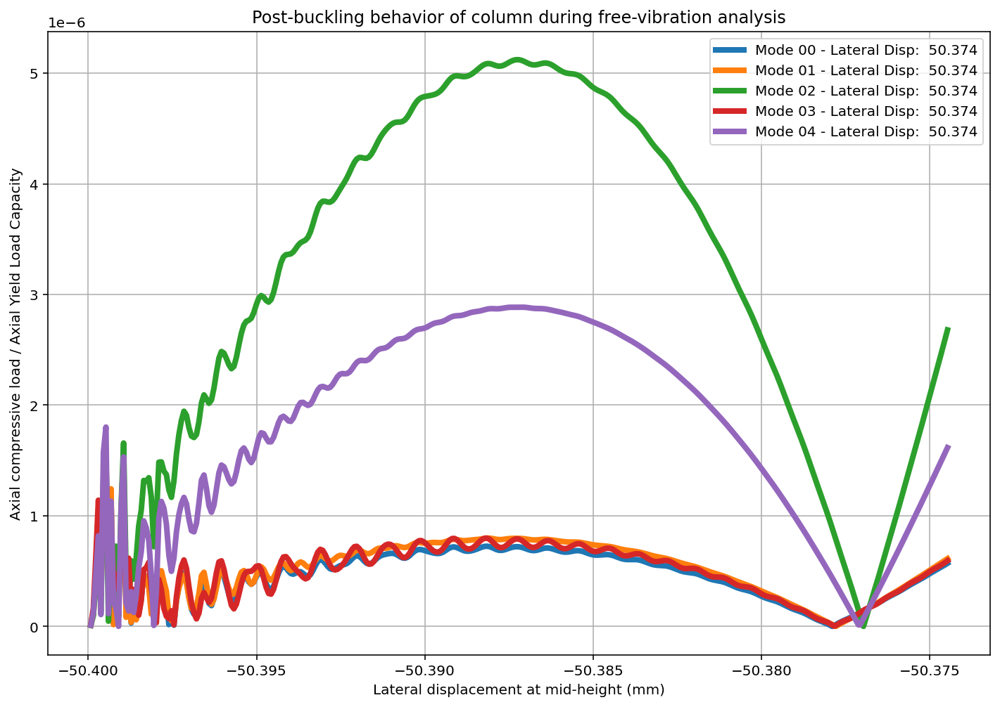 Post-buckling behavior of column during free-vibration analysis
1e−6
Mode 00 - Lateral Disp:  50.374
Mode 01 - Lateral Disp:  50.374
Mode 02 - Lateral Disp:  50.374
Mode 03 - Lateral Disp:  50.374
Mode 04 - Lateral Disp:  50.374
Axial compressive load / Axial Yield Load Capacity
5
4
3
2
1
0
−50.400 −50.395 −50.390 −50.385 −50.380 −50.375
Lateral displacement at mid-height (mm)